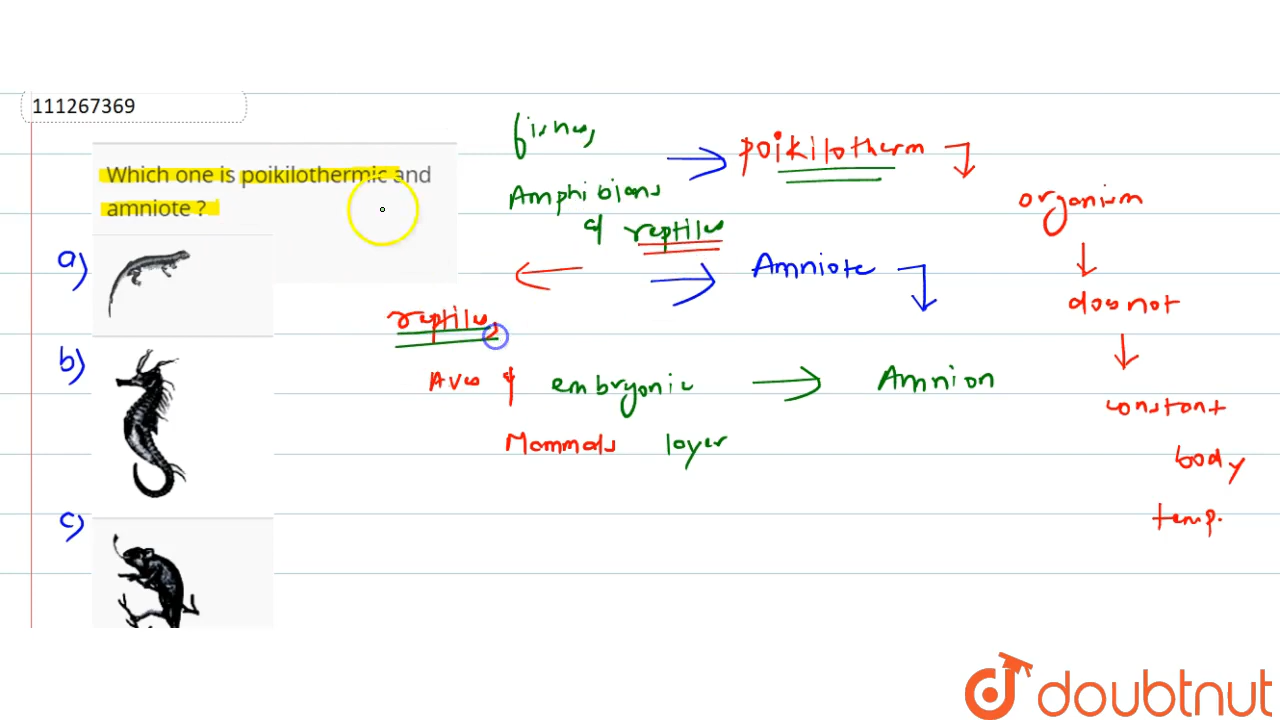 111267369
Which one is poikilothermic and
amniote ?
a)
b)
c)
fishes,
Amphibians
& reptiles
poikilotherm
organism
does not
constant
body
temp.
Amniote
reptiles,
Aves &
Mammals
embryonic
layer
Amnion
doubtnut